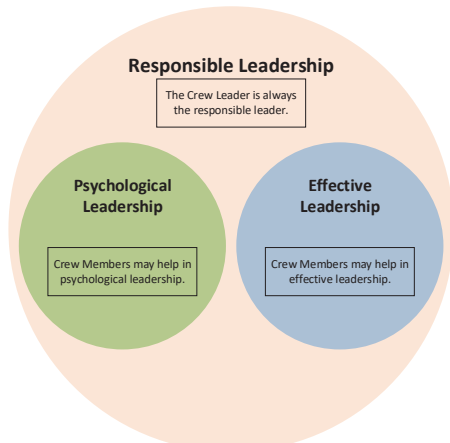 Responsible Leadership
The Crew Leader is always
the responsible leader.
Psychological
Leadership
Crew Members may help in
psychological leadership.
Effective
Leadership
Crew Members may help in
effective leadership.